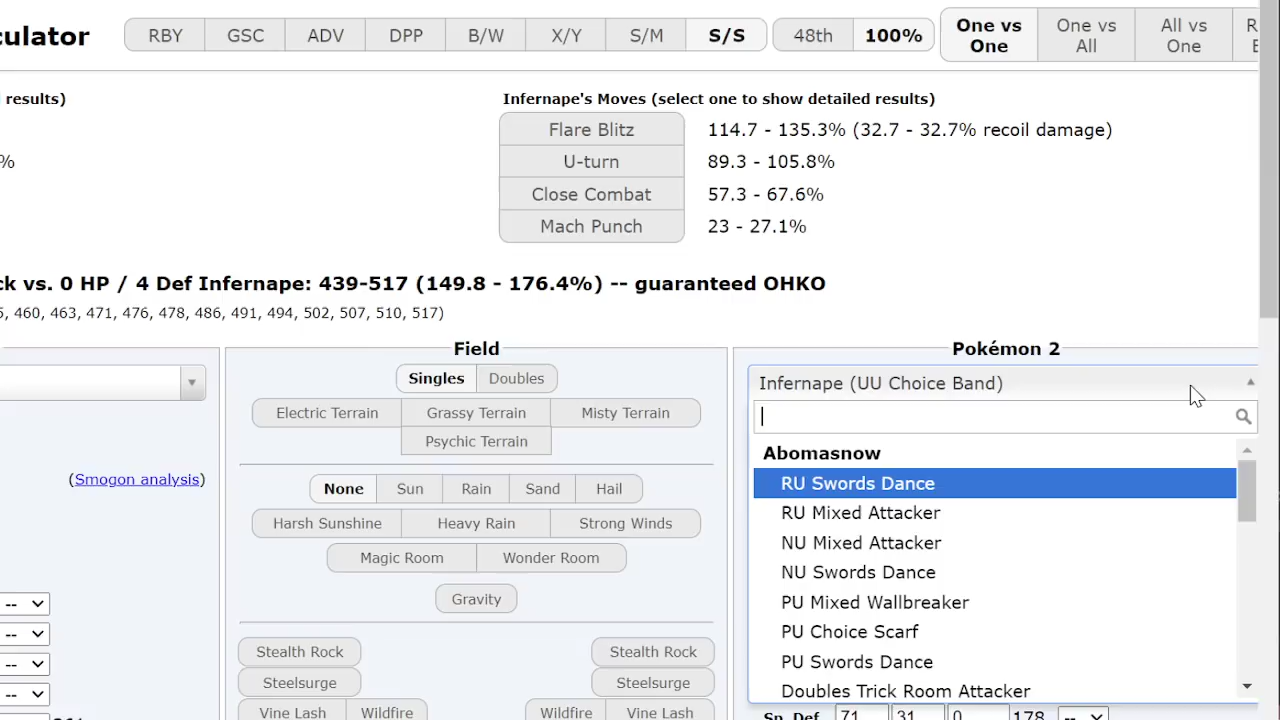 culator RBY GSC ADV DPP B/W X/Y S/M S/S 48th 100% One vs One One vs All All vs One
results) Infernape's Moves (select one to show detailed results)
Flare Blitz 114.7 - 135.3% (32.7 - 32.7% recoil damage)
% U-turn 89.3 - 105.8%
Close Combat 57.3 - 67.6%
Mach Punch 23 - 27.1%
ck vs. 0 HP / 4 Def Infernape: 439-517 (149.8 - 176.4%) -- guaranteed OHKO
5, 460, 463, 471, 476, 478, 486, 491, 494, 502, 507, 510, 517)
Field Pokémon 2
Singles Doubles Infernape (UU Choice Band)
Electric Terrain Grassy Terrain Misty Terrain
Psychic Terrain
Abomasnow
(Smogon analysis) None Sun Rain Sand Hail RU Swords Dance
RU Mixed Attacker
Harsh Sunshine Heavy Rain Strong Winds
NU Mixed Attacker
Magic Room Wonder Room NU Swords Dance
-- Gravity PU Mixed Wallbreaker
-- PU Choice Scarf
-- Stealth Rock Stealth Rock PU Swords Dance
-- Steelsurge Steelsurge Doubles Trick Room Attacker
Vine Lash Wildfire Wildfire Vine Lash Sp. Def 71 31 0 178 --